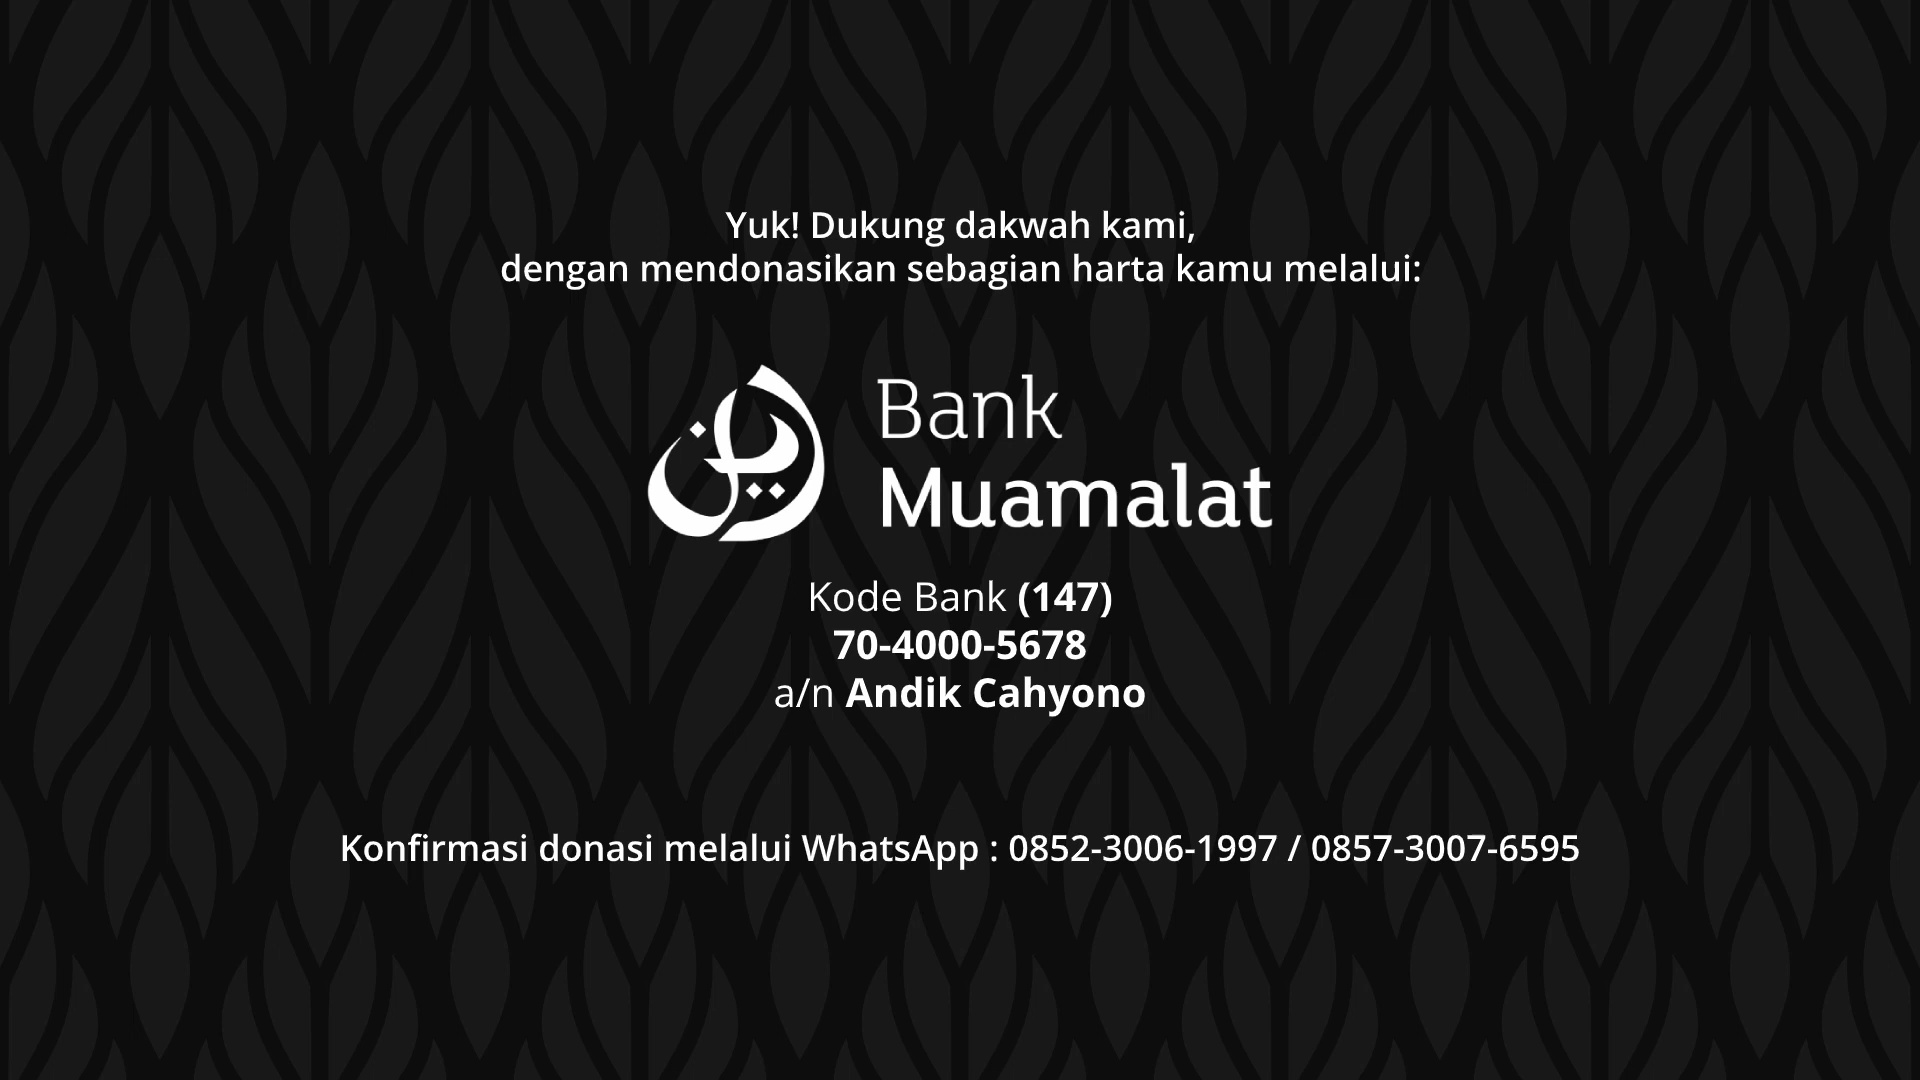 Yuk! Dukung dakwah kami,
dengan mendonasikan sebagian harta kamu melalui:
Bank
Muamalat
Kode Bank (147)
70-4000-5678
a/n Andik Cahyono
Konfirmasi donasi melalui WhatsApp : 0852-3006-1997 / 0857-3007-6595